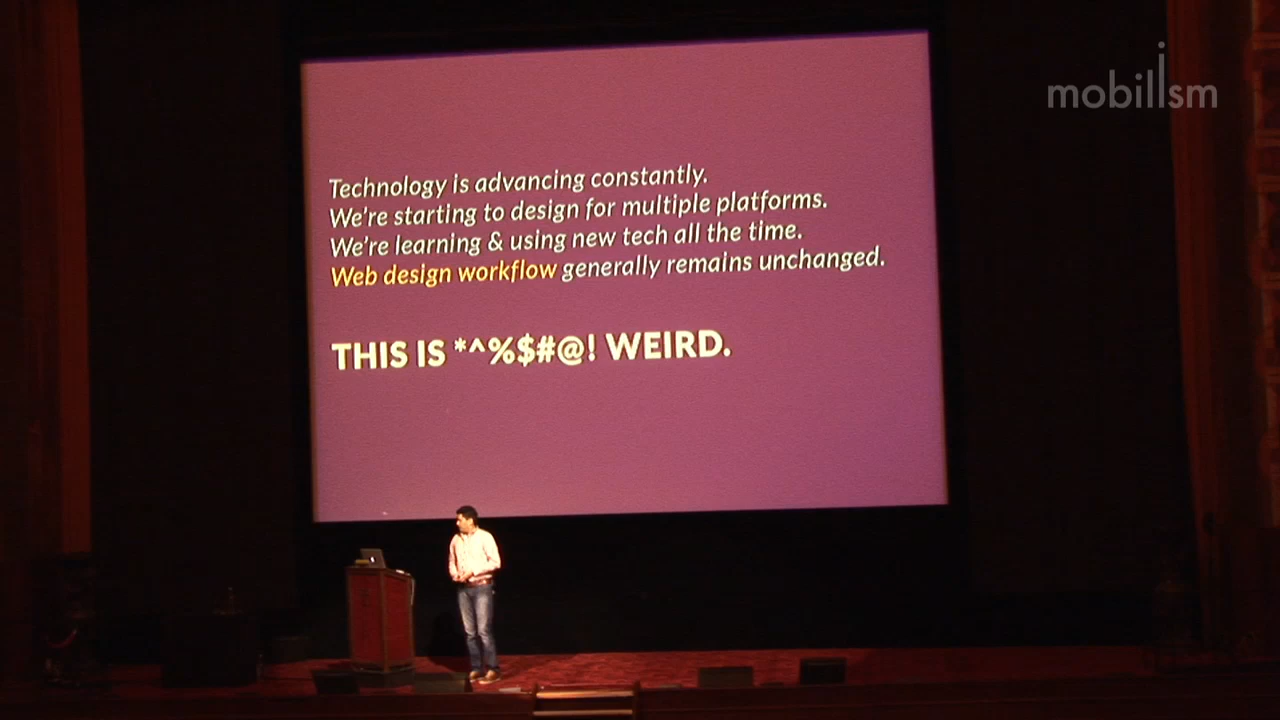 mobilism
Technology is advancing constantly.
We're starting to design for multiple platforms.
We're learning & using new tech all the time.
Web design workflow generally remains unchanged.
THIS IS *^%$#@! WEIRD.